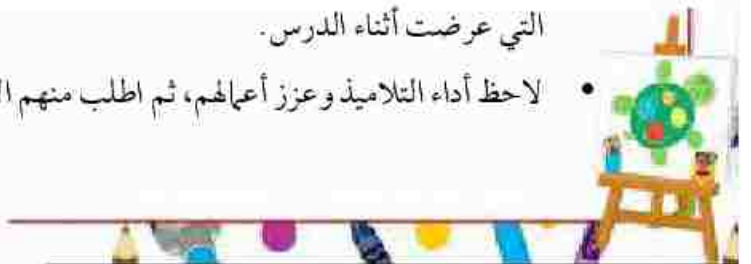 التي عرضت أثناء الدرس.
• لاحظ أداء التلاميذ وعزز أعمالهم، ثم اطلب منهم